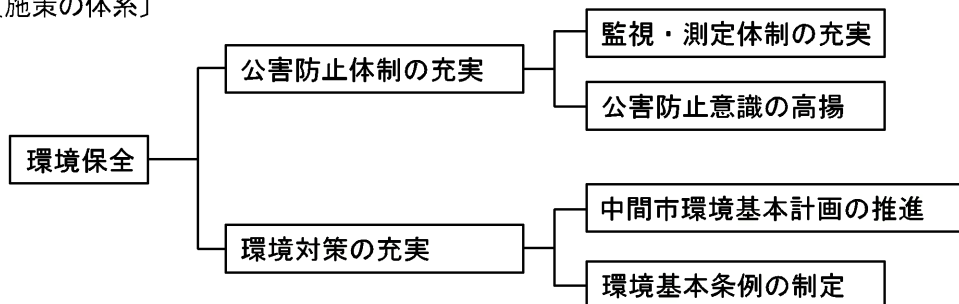 施策の体系〕
監視・測定体制の充実
公害防止体制の充実
公害防止意識の高揚
環境保全
中間市環境基本計画の推進
環境対策の充実
環境基本条例の制定